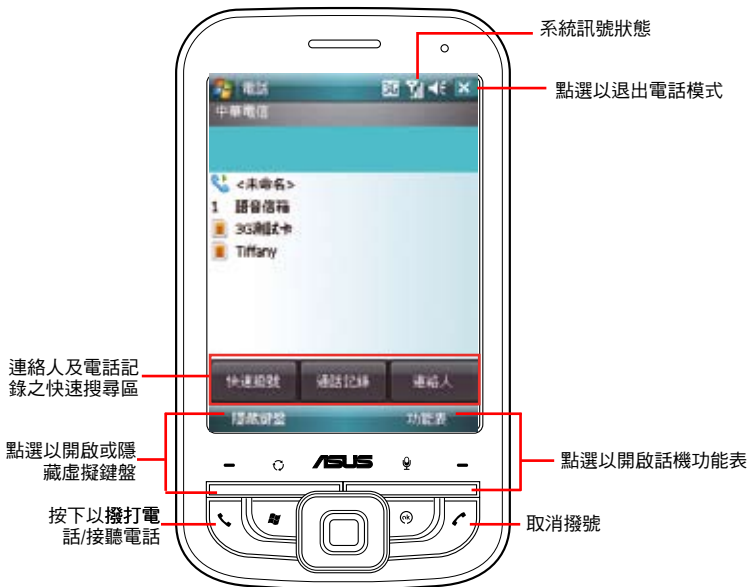 系統訊號狀態
點選以退出電話模式
電話
3G
中華電信
<未命名>
1 語音信箱
3G測試卡
Tiffany
連絡人及電話記
錄之快速搜尋區
快速撥號 通話記錄 連絡人
隱藏鍵盤 功能表
點選以開啟或隱
藏虛擬鍵盤
ASUS
點選以開啟話機功能表
按下以撥打電
話/接聽電話
ok
取消撥號